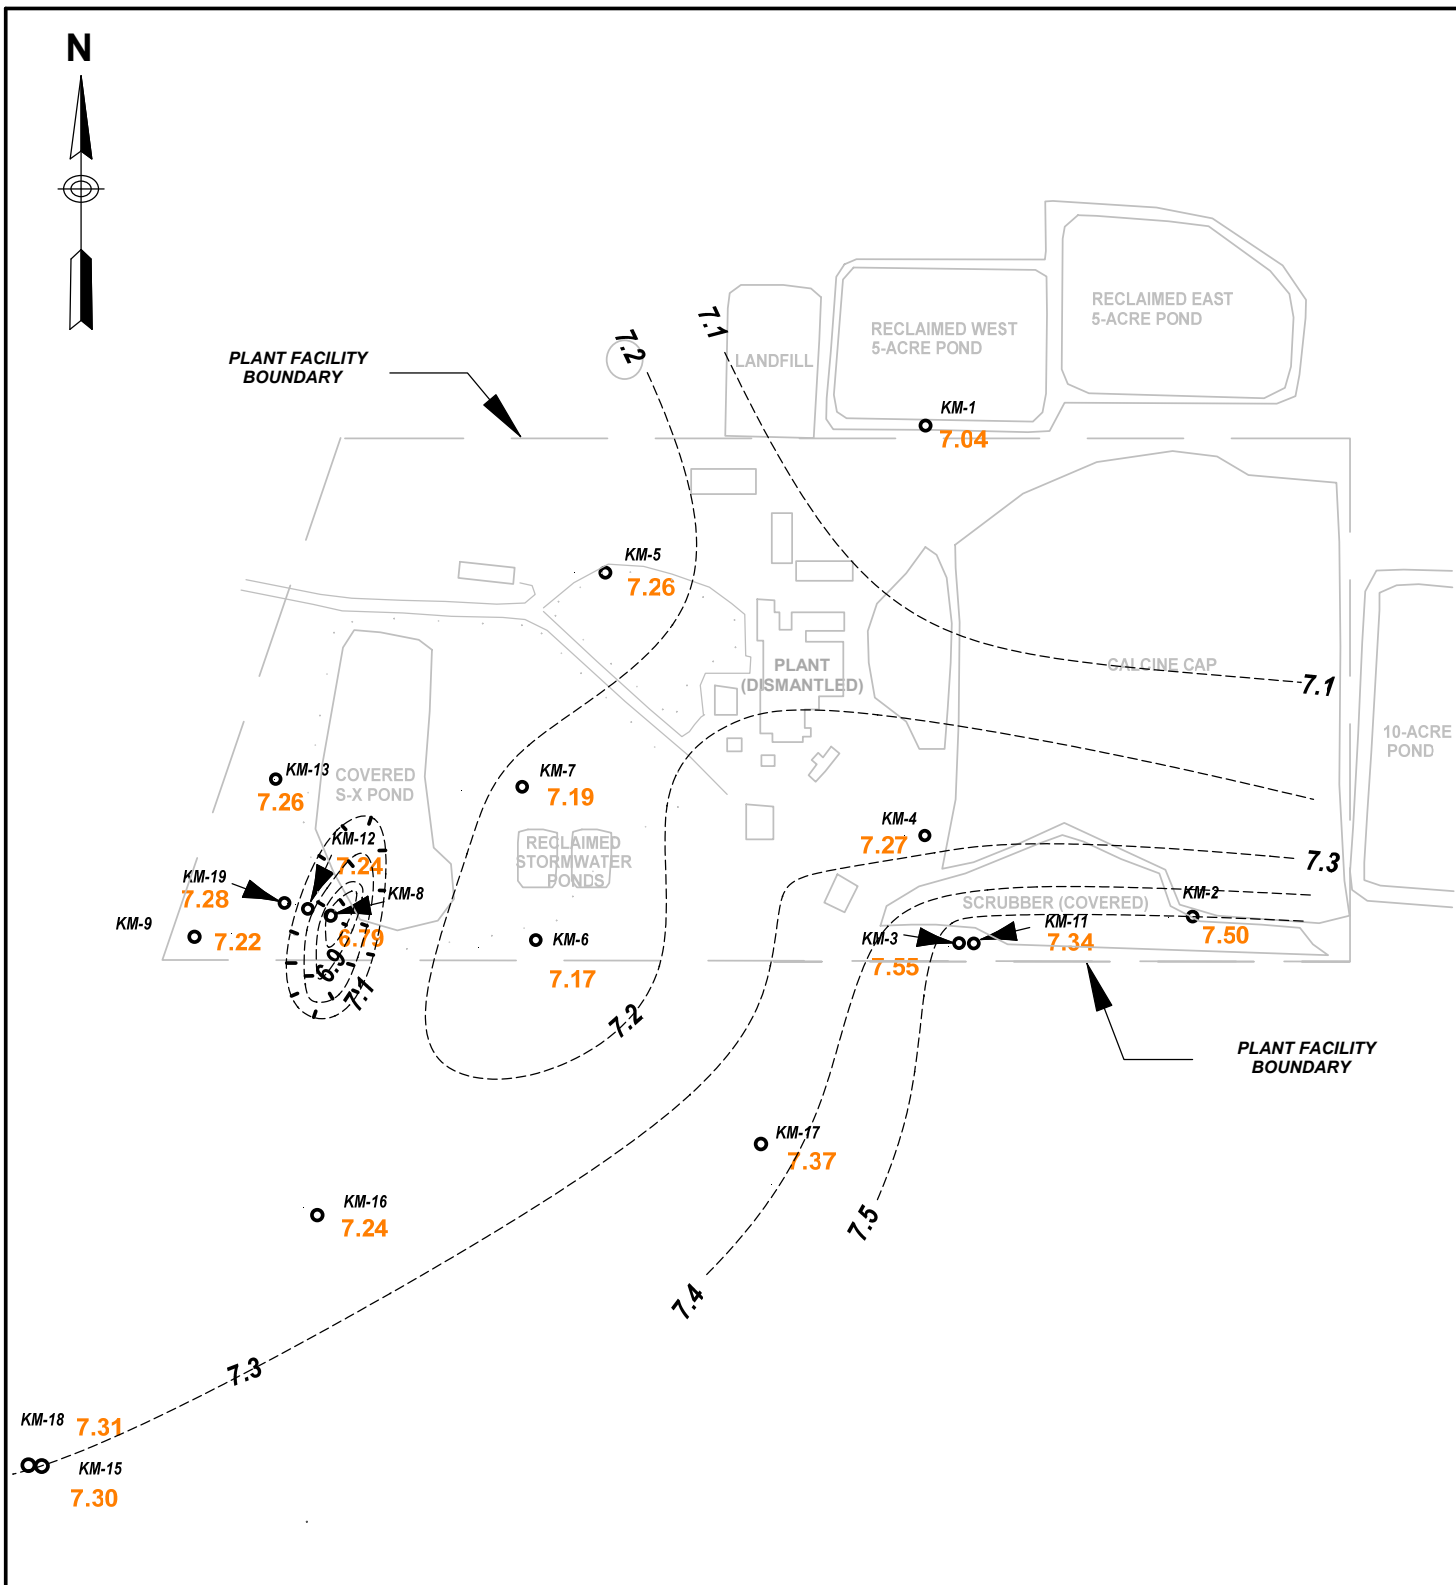 N
PLANT FACILITY
BOUNDARY
7.2
7.1
LANDFILL
RECLAIMED WEST
5-ACRE POND
RECLAIMED EAST
5-ACRE POND
KM-1
7.04
KM-5
7.26
PLANT
(DISMANTLED)
CALCINE CAP
7.1
10-ACRE
POND
KM-13
7.26
COVERED
S-X POND
KM-7
7.19
KM-12
7.24
RECLAIMED
STORMWATER
PONDS
KM-4
7.27
7.3
KM-19
7.28
KM-8
6.79
KM-9
7.22
6.9
7.1
KM-6
7.17
7.2
SCRUBBER (COVERED)
KM-2
7.50
KM-11
7.34
KM-3
7.55
PLANT FACILITY
BOUNDARY
KM-17
7.37
KM-16
7.24
7.5
7.4
7.3
KM-18
7.31
KM-15
7.30